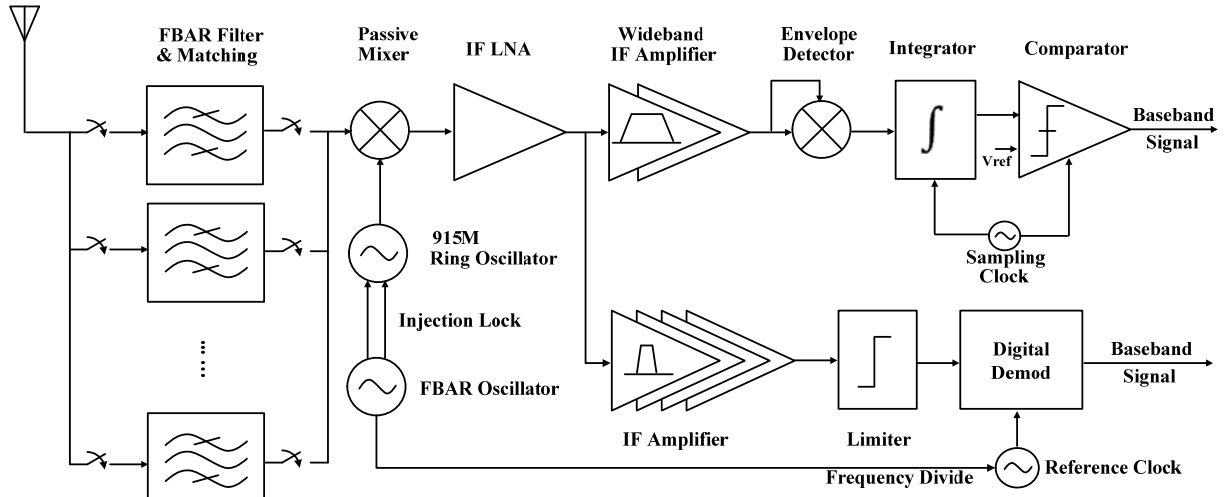 FBAR Filter
& Matching
Passive
Mixer
IF LNA
Wideband
IF Amplifier
Envelope
Detector
Integrator
Comparator
∫
Vref
Baseband
Signal
915M
Ring Oscillator
Sampling
Clock
Injection Lock
FBAR Oscillator
Digital
Demod
Baseband
Signal
IF Amplifier
Limiter
Frequency Divide
Reference Clock